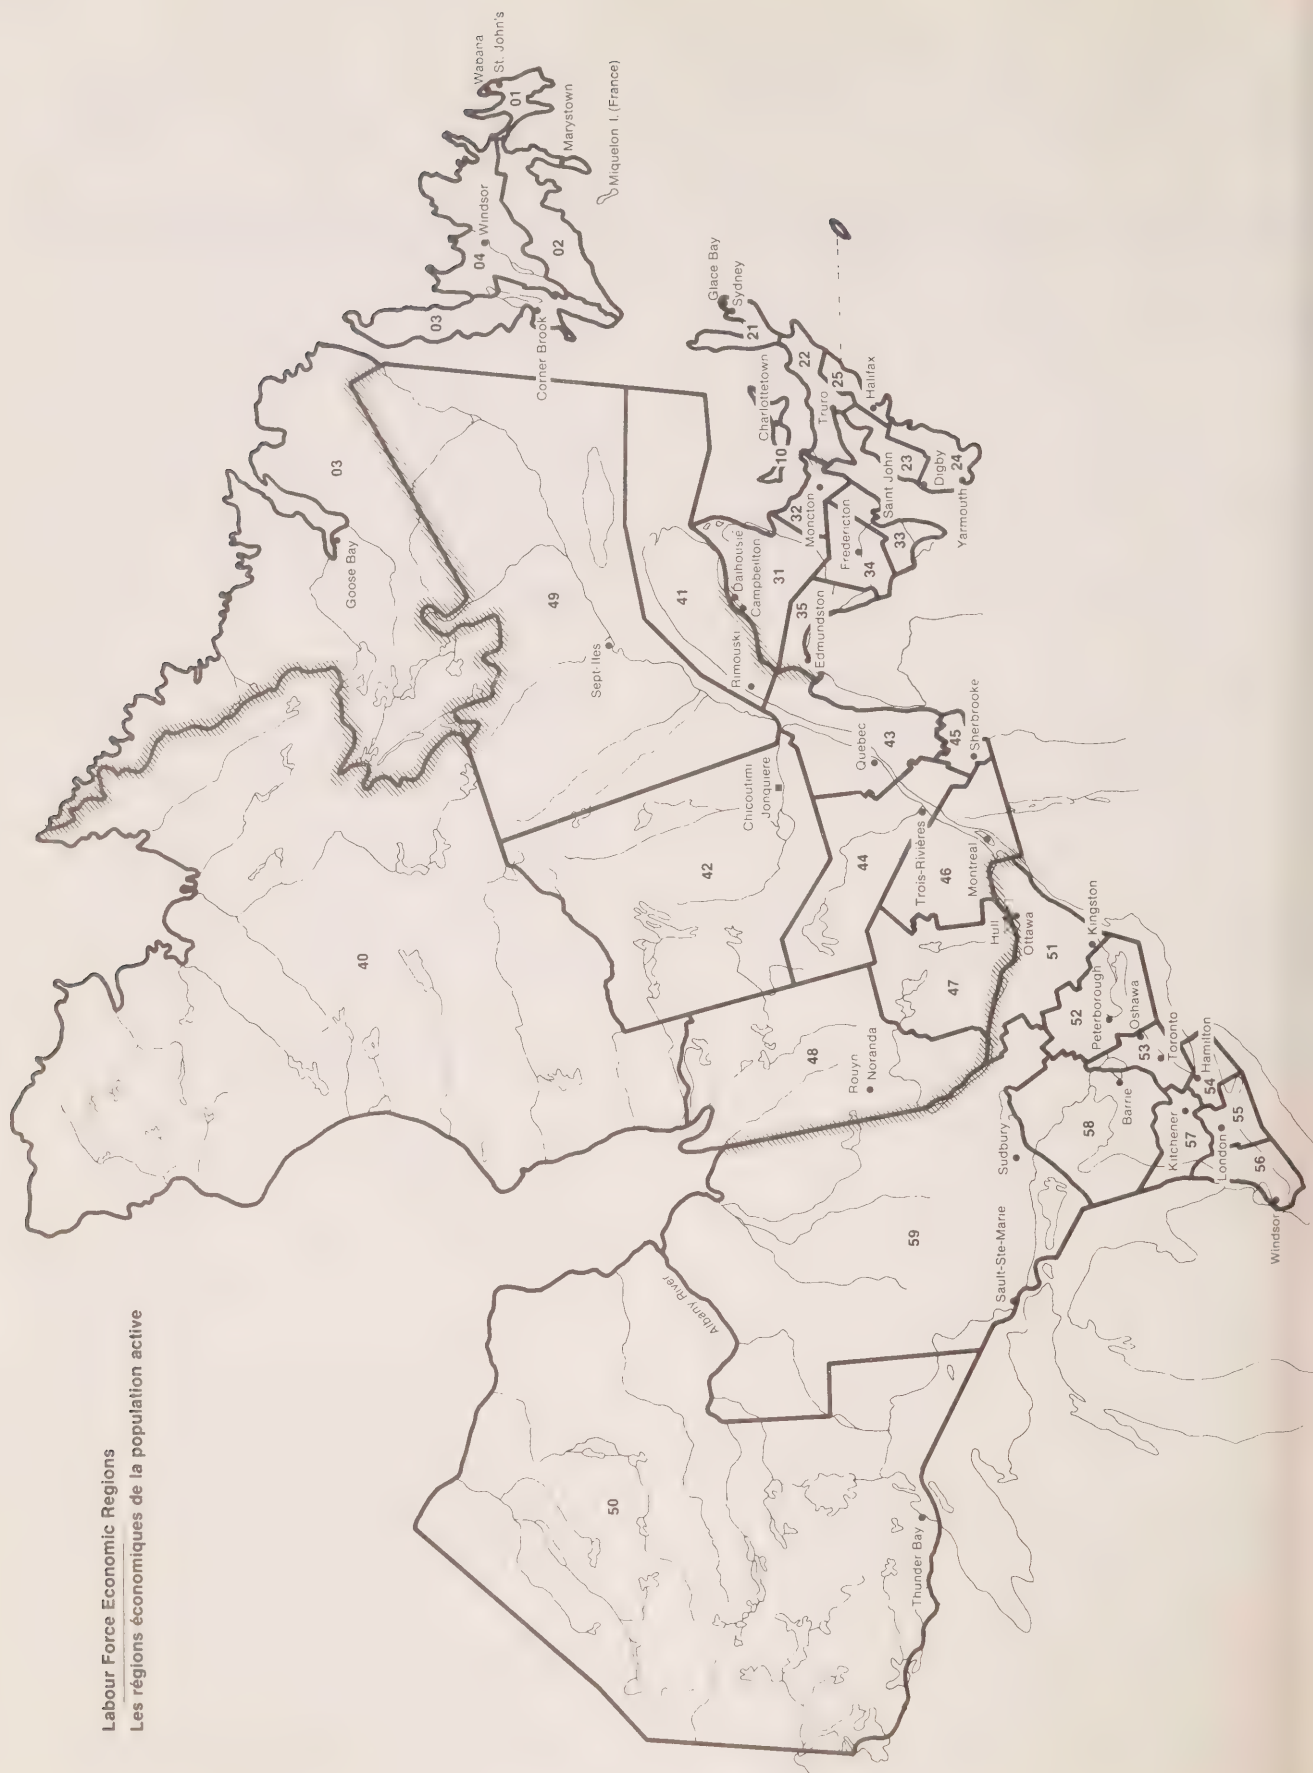 Labour Force Economic Regions
Les régions économiques de la population active
50
Thunder Bay
Albany River
59
Sault-Ste-Marie
Sudbury
58
Barrie
Kitchener
57
London
Windsor
56
55
54
Hamilton
53
Toronto
Oshawa
52
Peterborough
Kingston
51
Ottawa
Hull
48
Rouyn
Noranda
47
46
Montreal
Trois-Rivières
44
42
Chicoutimi
Jonquiere
Quebec
43
45
Sherbrooke
40
49
Sept-Iles
41
Rimouski
Dalhousie
Campbellton
31
35
Edmundston
34
Fredericton
33
32
Moncton
Saint John
10
Charlottetown
Truro
23
Digby
24
Yarmouth
Halifax
25
22
21
Glace Bay
Sydney
Goose Bay
03
03
Corner Brook
04
Windsor
02
01
Wabana
St. John's
Marystown
Miquelon I. (France)